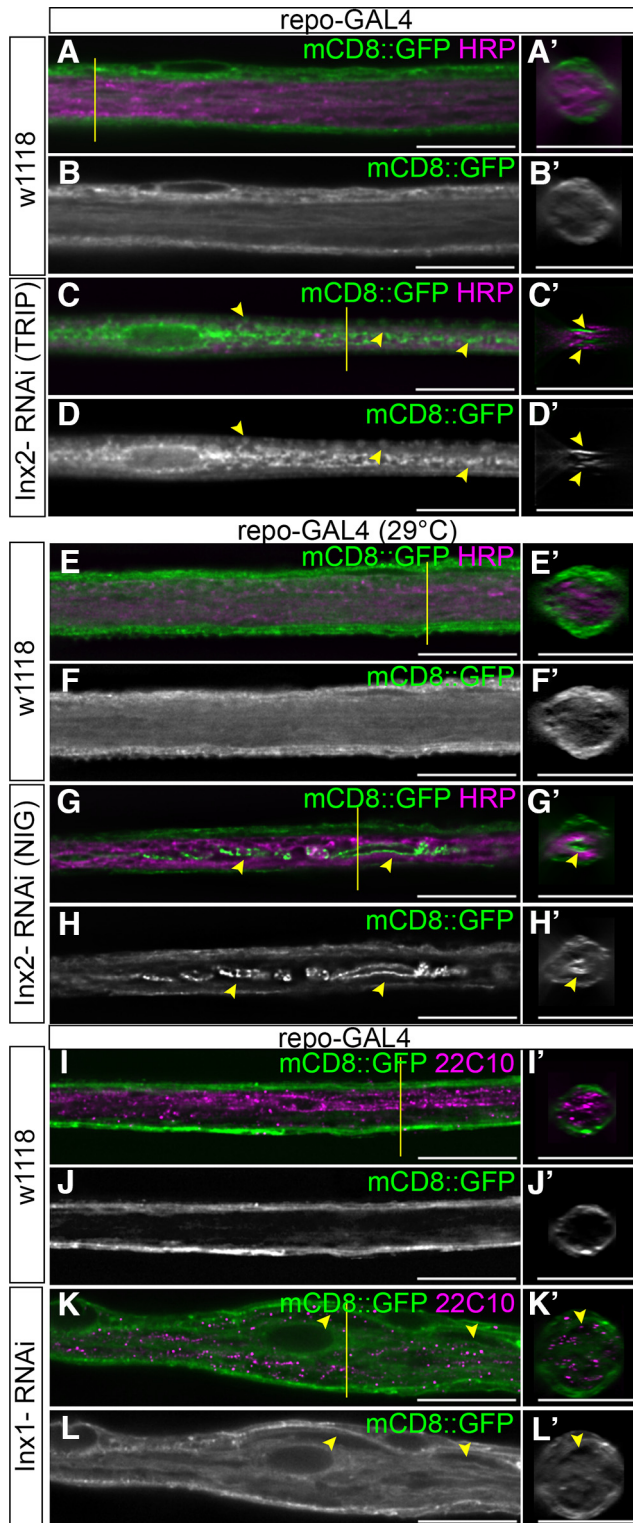 repo-GAL4
w1118
A mCD8::GFP HRP A’
B mCD8::GFP B’
Inx2- RNAi (TRIP)
C mCD8::GFP HRP C’
D mCD8::GFP D’
repo-GAL4 (29°C)
w1118
E mCD8::GFP HRP E’
F mCD8::GFP F’
Inx2- RNAi (NIG)
G mCD8::GFP HRP G’
H mCD8::GFP H’
repo-GAL4
w1118
I mCD8::GFP 22C10 I’
J mCD8::GFP J’
Inx1- RNAi
K mCD8::GFP 22C10 K’
L mCD8::GFP L’